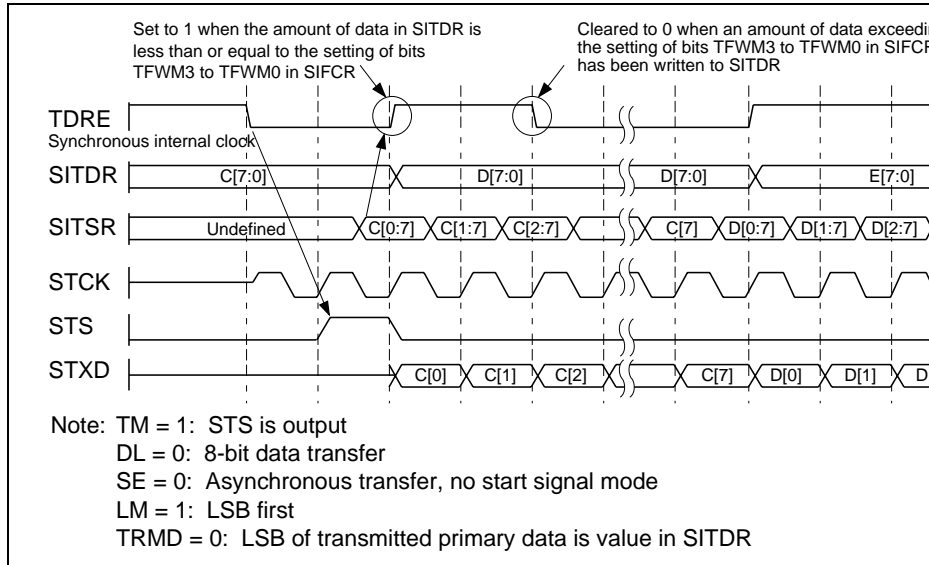 Set to 1 when the amount of data in SITDR is
less than or equal to the setting of bits
TFWM3 to TFWM0 in SIFCR
Cleared to 0 when an amount of data
the setting of bits TFWM3 to TFWM0 in
has been written to SITDR
TDRE
Synchronous internal clock
SITDR C[7:0] D[7:0] D[7:0] E[7:0]
SITSR Undefined C[0:7] C[1:7] C[2:7] C[7] D[0:7] D[1:7] D[2:7]
STCK
STS
STXD C[0] C[1] C[2] C[7] D[0] D[1] D
Note: TM = 1: STS is output
DL = 0: 8-bit data transfer
SE = 0: Asynchronous transfer, no start signal mode
LM = 1: LSB first
TRMD = 0: LSB of transmitted primary data is value in SITDR